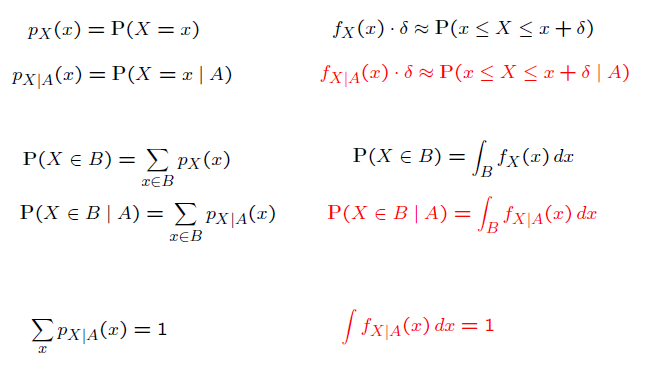 p_X(x) = P(X = x)
f_X(x) · δ ≈ P(x ≤ X ≤ x + δ)
p_{X|A}(x) = P(X = x | A)
f_{X|A}(x) · δ ≈ P(x ≤ X ≤ x + δ | A)
P(X ∈ B) = ∑_{x∈B} p_X(x)
P(X ∈ B) = ∫_B f_X(x) dx
P(X ∈ B | A) = ∑_{x∈B} p_{X|A}(x)
P(X ∈ B | A) = ∫_B f_{X|A}(x) dx
∑_x p_{X|A}(x) = 1
∫ f_{X|A}(x) dx = 1